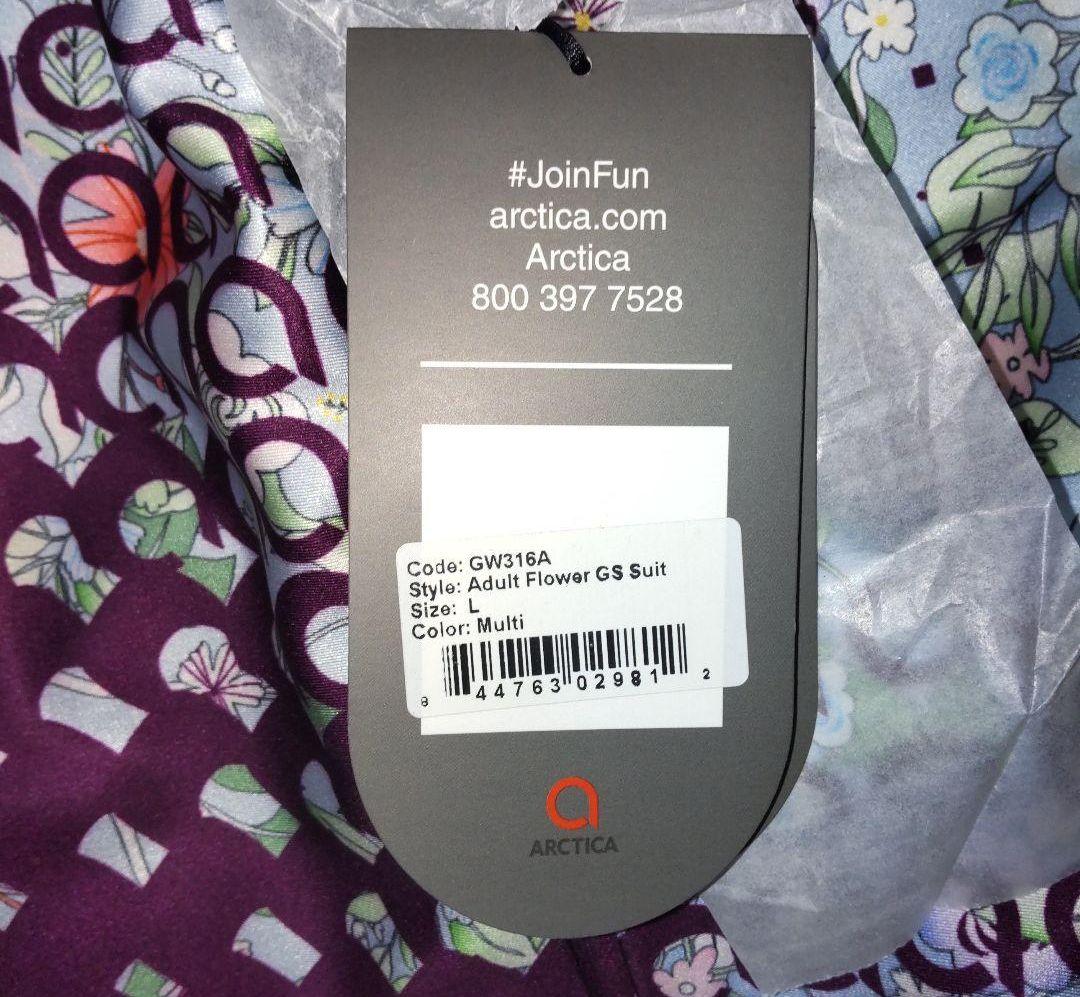 #JoinFun
arctica.com
Arctica
800 397 7528
Code: GW316A
Style: Adult Flower GS Suit
Size: L
Color: Multi
8 44763 02981 2
ARCTICA